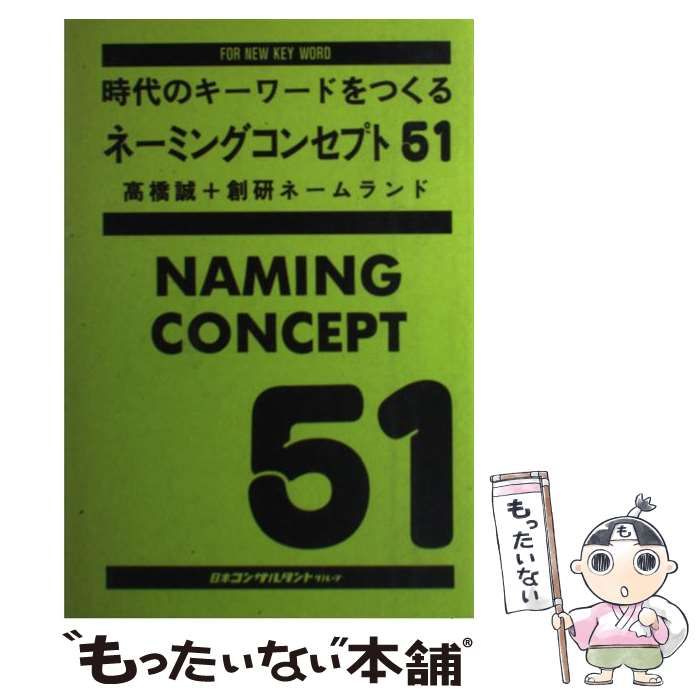 FOR NEW KEY WORD
時代のキーワードをつくる
ネーミングコンセプト51
高橋誠+創研ネームランド
NAMING
CONCEPT
51
日本コンサルタントグループ
もったいない
も
"もったいない"本舗®